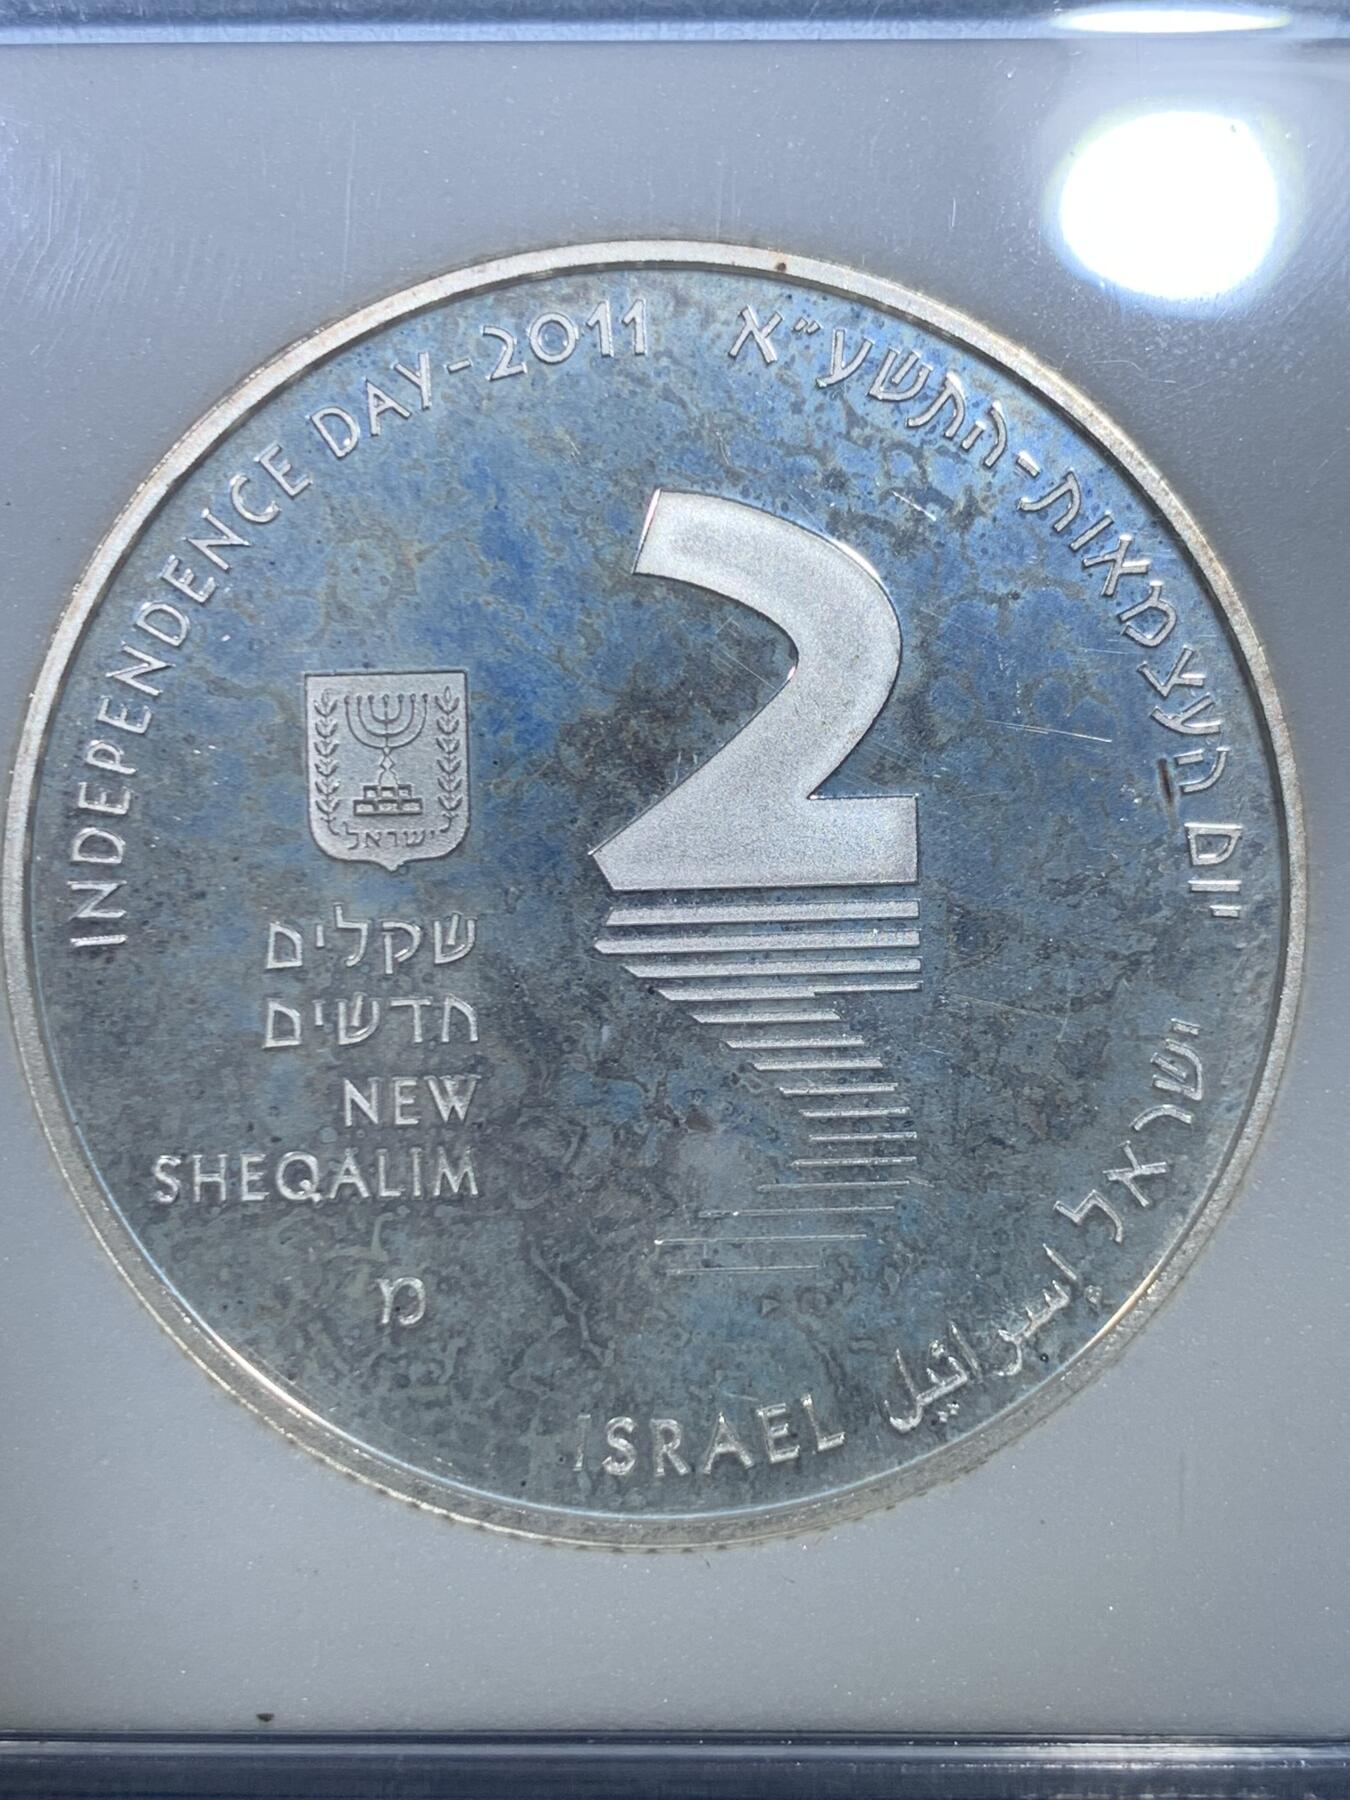 INDEPENDENCE DAY-2011
יום העצמאות-התשע"א
2
ישראל
שקלים
חדשים
NEW
SHEQALIM
מ
ISRAEL
إسرائيل
ישראל